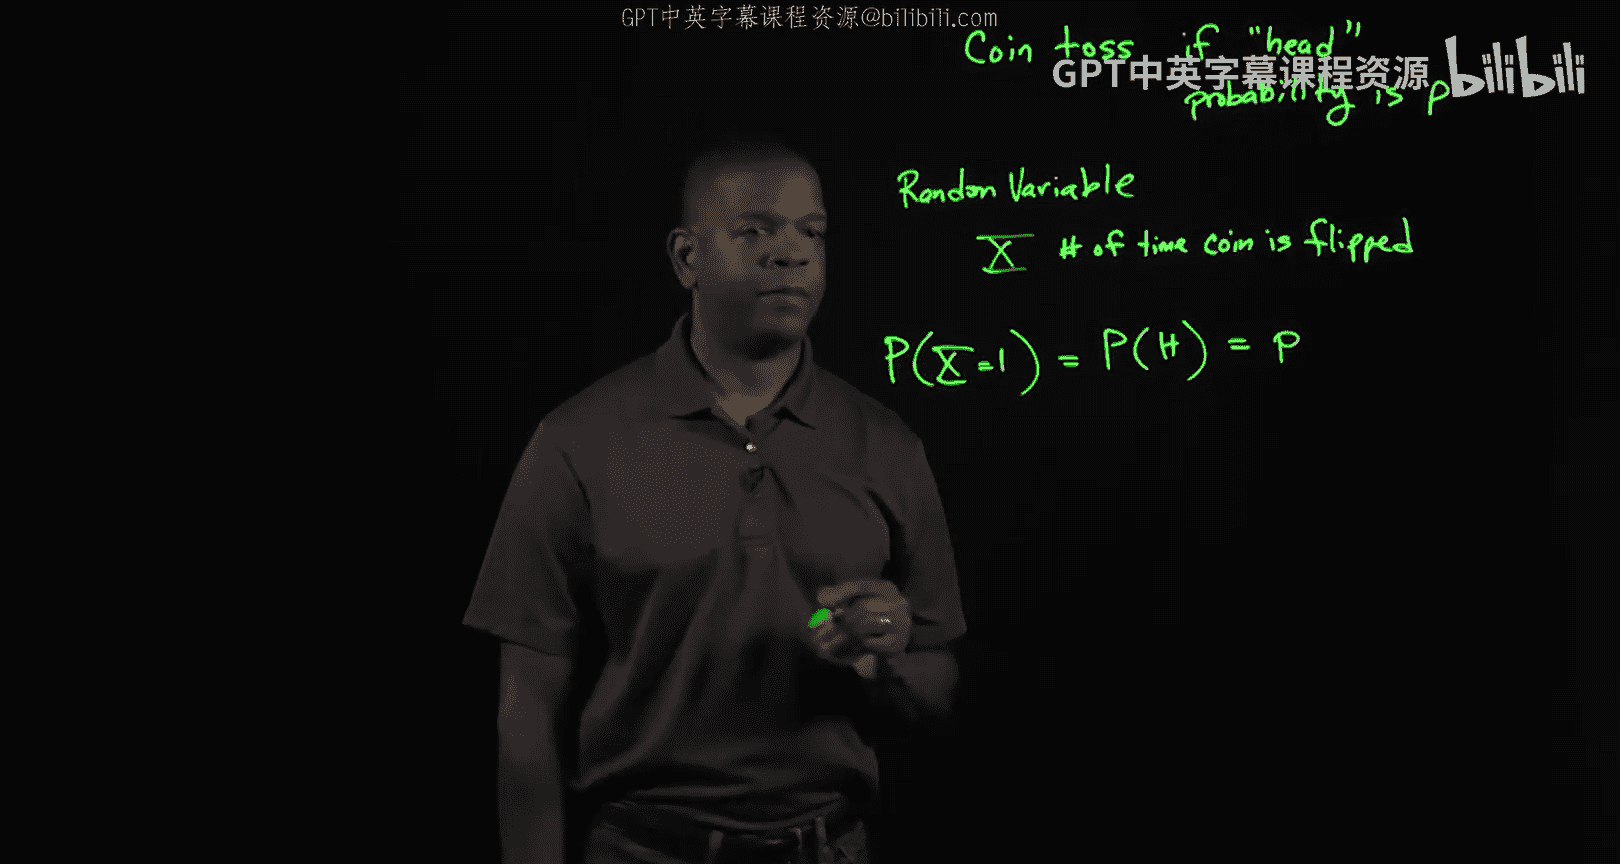 GPT中英字幕课程资源@bilibili.com
Coin toss if "head"
GPT中英字幕课程资源 bilibili
probability is p
Random Variable
X # of time coin is flipped
P(X=1) = P(H) = P